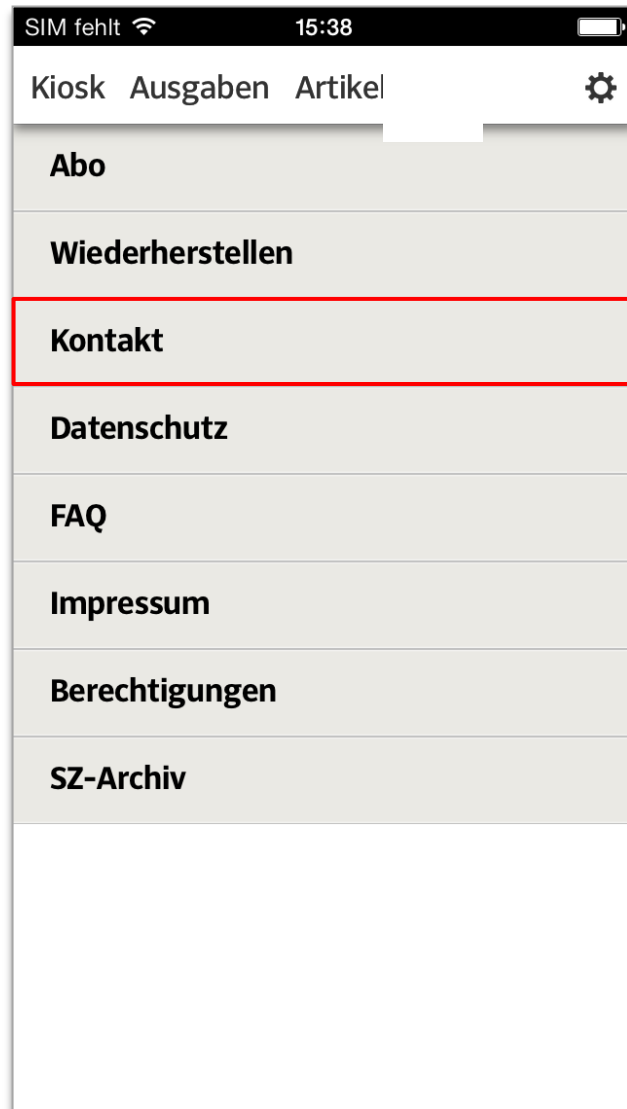 SIM fehlt 15:38
Kiosk Ausgaben Artikel
Abo
Wiederherstellen
Kontakt
Datenschutz
FAQ
Impressum
Berechtigungen
SZ-Archiv